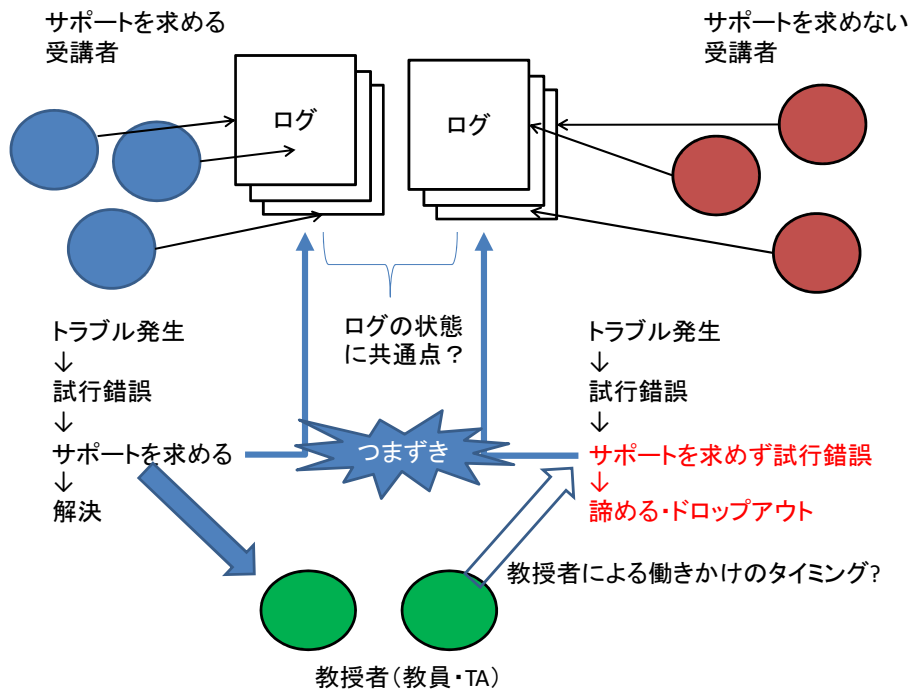 サポートを求める
受講者
サポートを求めない
受講者
ログ
ログ
ログの状態
に共通点？
トラブル発生
↓
試行錯誤
↓
サポートを求める
↓
解決
つまずき
トラブル発生
↓
試行錯誤
↓
サポートを求めず試行錯誤
↓
諦める・ドロップアウト
教授者による働きかけのタイミング?
教授者（教員・TA）